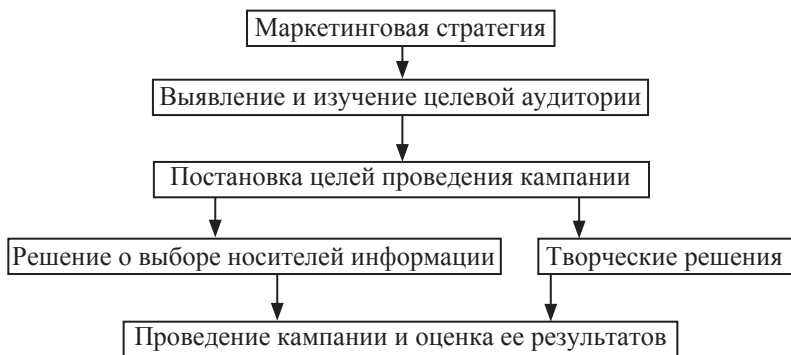 Маркетинговая стратегия
Выявление и изучение целевой аудитории
Постановка целей проведения кампании
Решение о выборе носителей информации
Творческие решения
Проведение кампании и оценка ее результатов